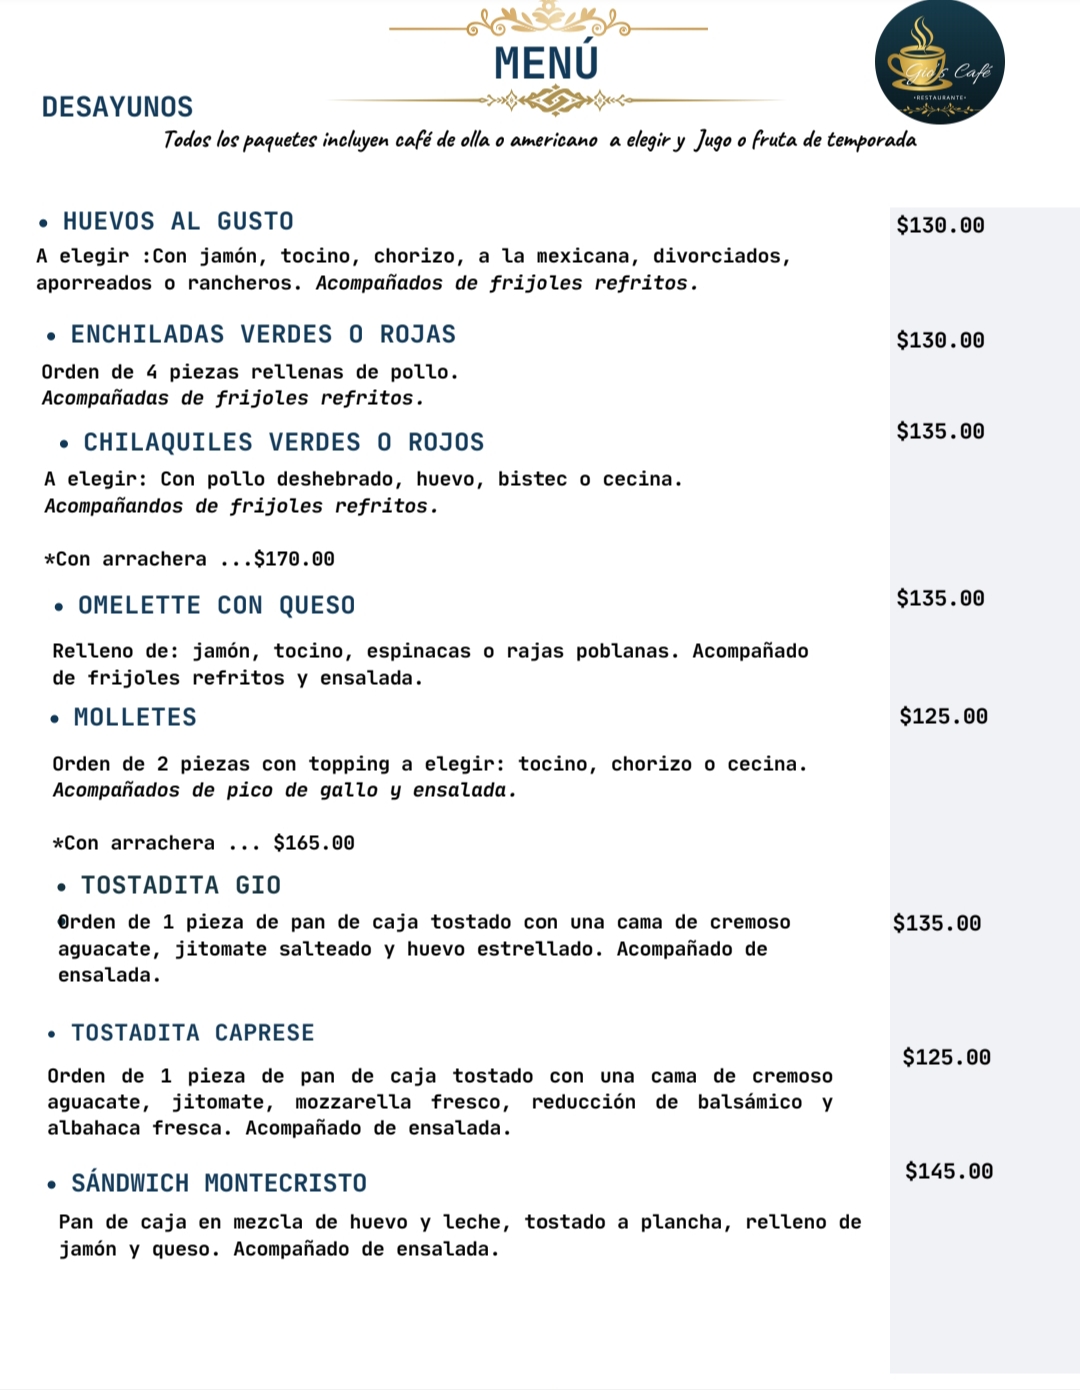 MENÚ
Gio's Café
•RESTAURANTE•
DESAYUNOS
Todos los paquetes incluyen café de olla o americano a elegir y Jugo o fruta de temporada
• HUEVOS AL GUSTO
$130.00
A elegir :Con jamón, tocino, chorizo, a la mexicana, divorciados,
aporreados o rancheros. Acompañados de frijoles refritos.
• ENCHILADAS VERDES O ROJAS
$130.00
Orden de 4 piezas rellenas de pollo.
Acompañadas de frijoles refritos.
• CHILAQUILES VERDES O ROJOS
$135.00
A elegir: Con pollo deshebrado, huevo, bistec o cecina.
Acompañandos de frijoles refritos.
*Con arrachera ...$170.00
• OMELETTE CON QUESO
$135.00
Relleno de: jamón, tocino, espinacas o rajas poblanas. Acompañado
de frijoles refritos y ensalada.
• MOLLETES
$125.00
Orden de 2 piezas con topping a elegir: tocino, chorizo o cecina.
Acompañados de pico de gallo y ensalada.
*Con arrachera ... $165.00
• TOSTADITA GIO
Orden de 1 pieza de pan de caja tostado con una cama de cremoso
$135.00
aguacate, jitomate salteado y huevo estrellado. Acompañado de
ensalada.
• TOSTADITA CAPRESE
$125.00
Orden de 1 pieza de pan de caja tostado con una cama de cremoso
aguacate, jitomate, mozzarella fresco, reducción de balsámico y
albahaca fresca. Acompañado de ensalada.
• SÁNDWICH MONTECRISTO
$145.00
Pan de caja en mezcla de huevo y leche, tostado a plancha, relleno de
jamón y queso. Acompañado de ensalada.